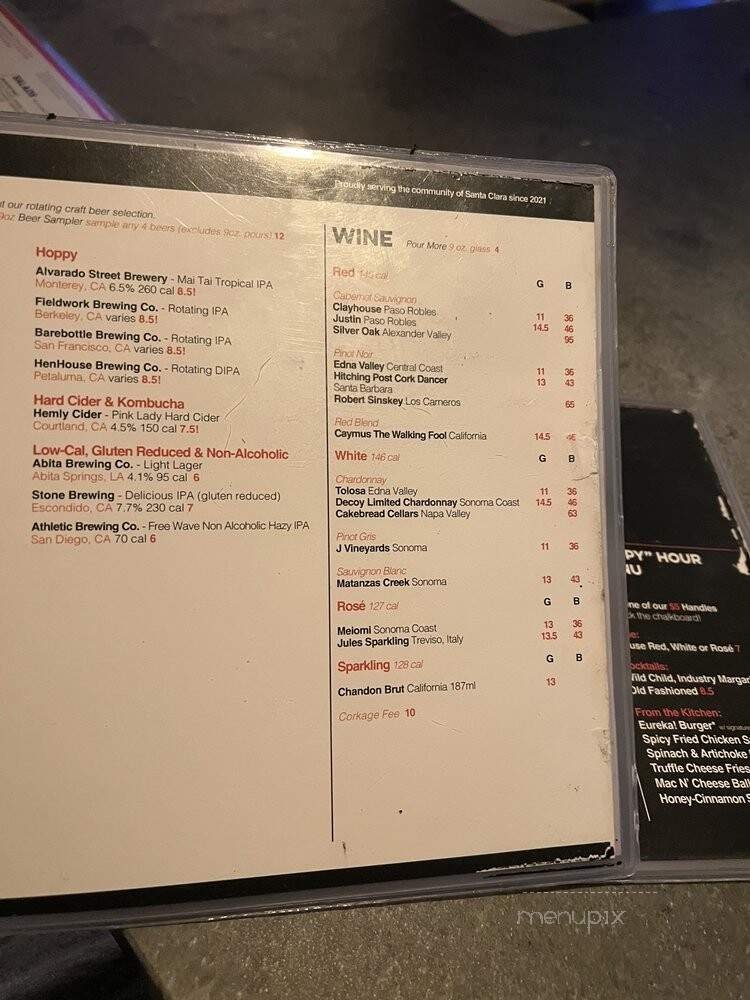 Proudly serving the community of Santa Clara since 2021
our rotating craft beer selection.
9oz Beer Sampler sample any 4 beers (excludes 9oz. pours) 12
Hoppy
Alvarado Street Brewery - Mai Tai Tropical IPA
Monterey, CA 6.5% 260 cal 8.5!
Fieldwork Brewing Co. - Rotating IPA
Berkeley, CA varies 8.5!
Barebottle Brewing Co. - Rotating IPA
San Francisco, CA varies 8.5!
HenHouse Brewing Co. - Rotating DIPA
Petaluma, CA varies 8.5!
Hard Cider & Kombucha
Hemly Cider - Pink Lady Hard Cider
Courtland, CA 4.5% 150 cal 7.5!
Low-Cal, Gluten Reduced & Non-Alcoholic
Abita Brewing Co. - Light Lager
Abita Springs, LA 4.1% 95 cal 6
Stone Brewing - Delicious IPA (gluten reduced)
Escondido, CA 7.7% 230 cal 7
Athletic Brewing Co. - Free Wave Non Alcoholic Hazy IPA
San Diego, CA 70 cal 6
WINE Pour More 9 oz. glass 4
Red 145 cal G B
Cabernet Sauvignon
Clayhouse Paso Robles 11 36
Justin Paso Robles 14.5 46
Silver Oak Alexander Valley 95
Pinot Noir
Edna Valley Central Coast 11 36
Hitching Post Cork Dancer 13 43
Santa Barbara
Robert Sinskey Los Carneros 65
Red Blend
Caymus The Walking Fool California 14.5 46
White 146 cal G B
Chardonnay
Tolosa Edna Valley 11 36
Decoy Limited Chardonnay Sonoma Coast 14.5 46
Cakebread Cellars Napa Valley 63
Pinot Gris
J Vineyards Sonoma 11 36
Sauvignon Blanc
Matanzas Creek Sonoma 13 43
Rosé 127 cal G B
Meiomi Sonoma Coast 13 36
Jules Sparkling Treviso, Italy 13.5 43
Sparkling 128 cal G B
Chandon Brut California 187ml 13
Corkage Fee 10
PY" HOUR
NU
ne of our $5 Handles
ck the chalkboard!
use Red, White or Rosé 7
cktails:
Wild Child, Industry Margar
Old Fashioned 8.5
From the Kitchen:
Eureka! Burger*
Spicy Fried Chicken S
Spinach & Artichoke
Truffle Cheese Fries
Mac N' Cheese Ball
Honey-Cinnamon S
menupix